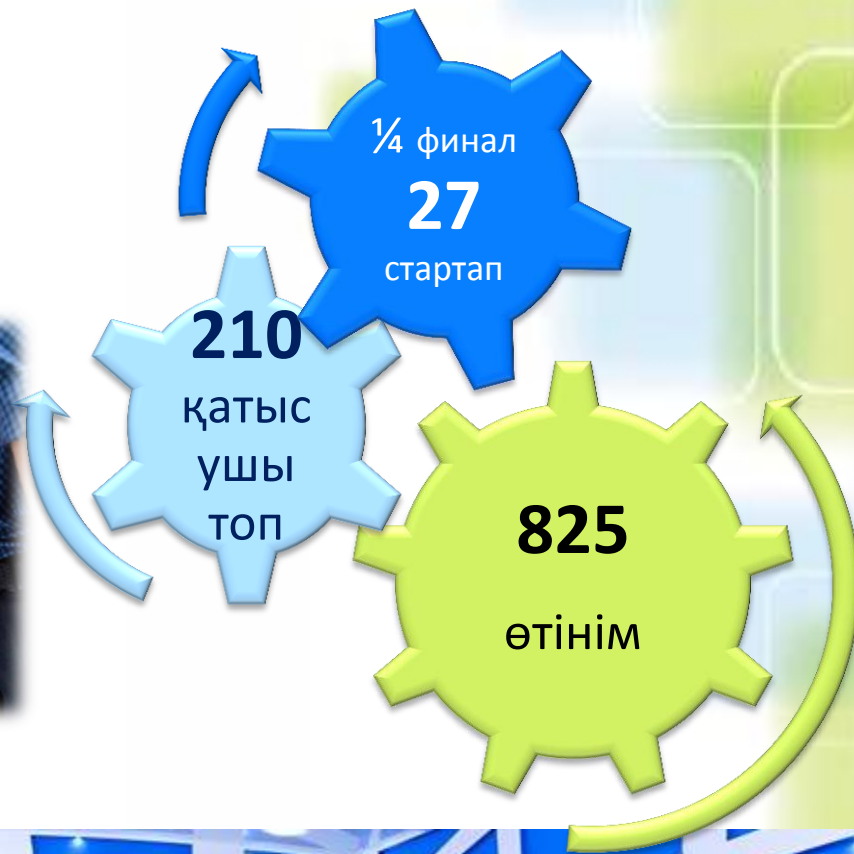 ¼ финал
27
стартап
210
қатыс
ушы
топ
825
өтінім